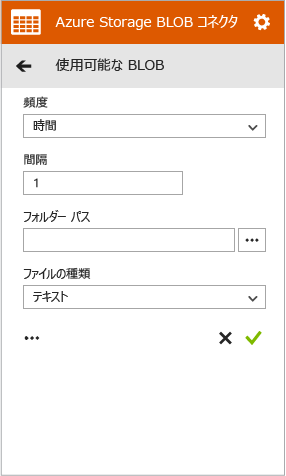 Azure Storage BLOB コネクタ
使用可能な BLOB
頻度
時間
間隔
1
フォルダー パス
...
ファイルの種類
テキスト
...